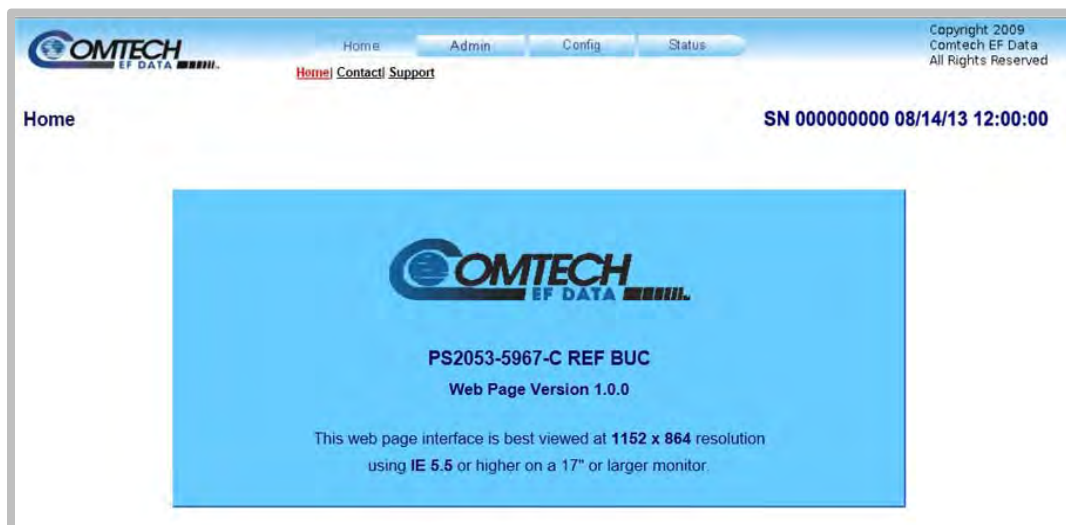 COMTECH
EF DATA
Home Admin Config Status
Home| Contact| Support
Copyright 2009
Comtech EF Data
All Rights Reserved
Home
SN 000000000 08/14/13 12:00:00
COMTECH
EF DATA
PS2053-5967-C REF BUC
Web Page Version 1.0.0
This web page interface is best viewed at 1152 x 864 resolution
using IE 5.5 or higher on a 17" or larger monitor.